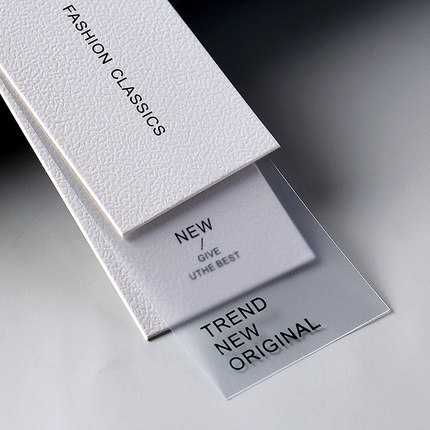 FASHION CLASSICS
NEW
/
GIVE
UTHE BEST
TREND
NEW
ORIGINAL